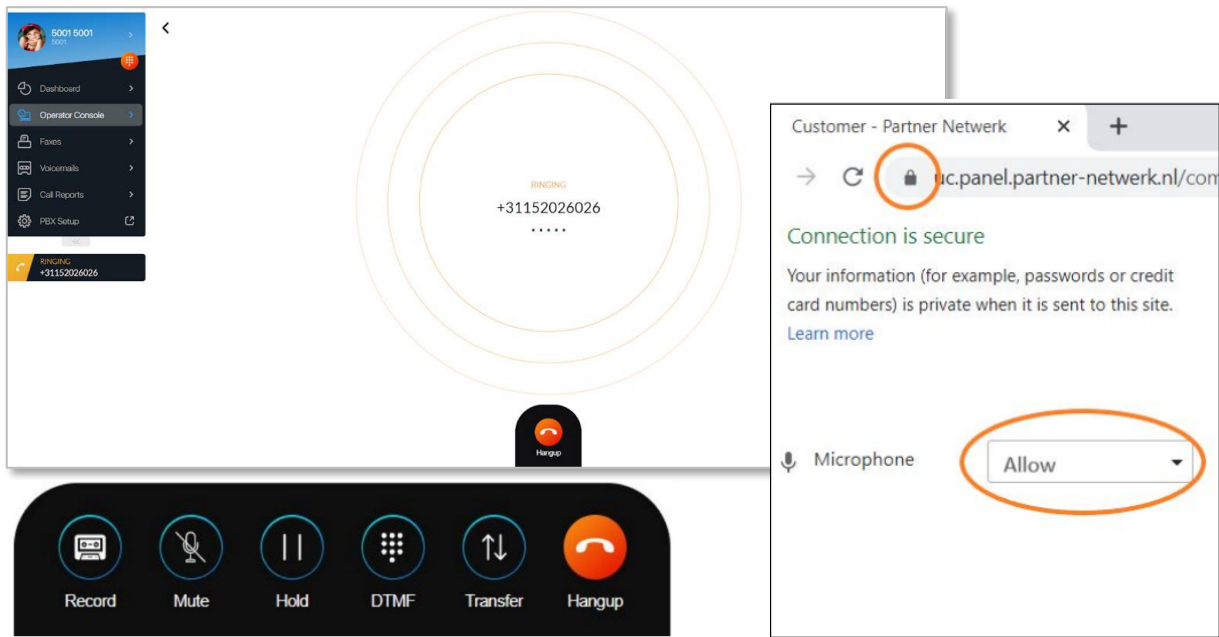 5001 5001
5001
Dashboard
Operator Console
Faxes
Voicemails
Call Reports
PBX Setup
RINGING
+31152026026
RINGING
+31152026026
Hangup
Customer - Partner Netwerk
uc.panel.partner-netwerk.nl/com
Connection is secure
Your information (for example, passwords or credit
card numbers) is private when it is sent to this site.
Learn more
Microphone
Allow
Record Mute Hold DTMF Transfer Hangup